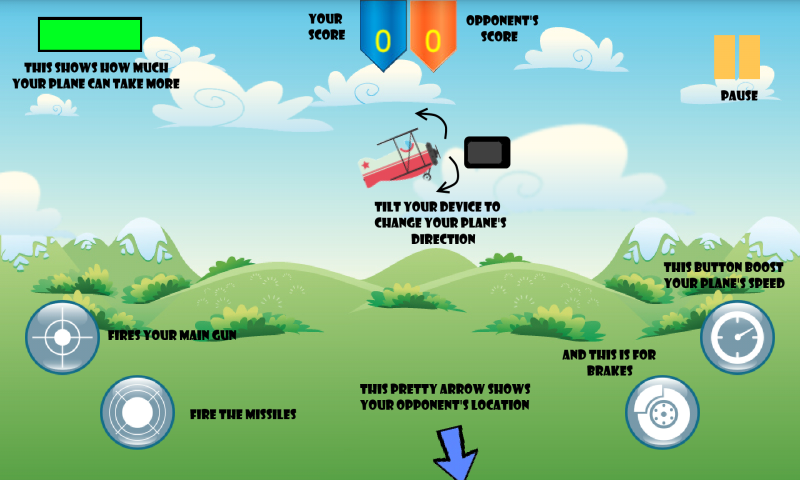 YOUR
SCORE
0
0
OPPONENT'S
SCORE
THIS SHOWS HOW MUCH
YOUR PLANE CAN TAKE MORE
PAUSE
TILT YOUR DEVICE TO
CHANGE YOUR PLANE'S
DIRECTION
THIS BUTTON BOOST
YOUR PLANE'S SPEED
FIRES YOUR MAIN GUN
AND THIS IS FOR
BRAKES
THIS PRETTY ARROW SHOWS
YOUR OPPONENT'S LOCATION
FIRE THE MISSILES